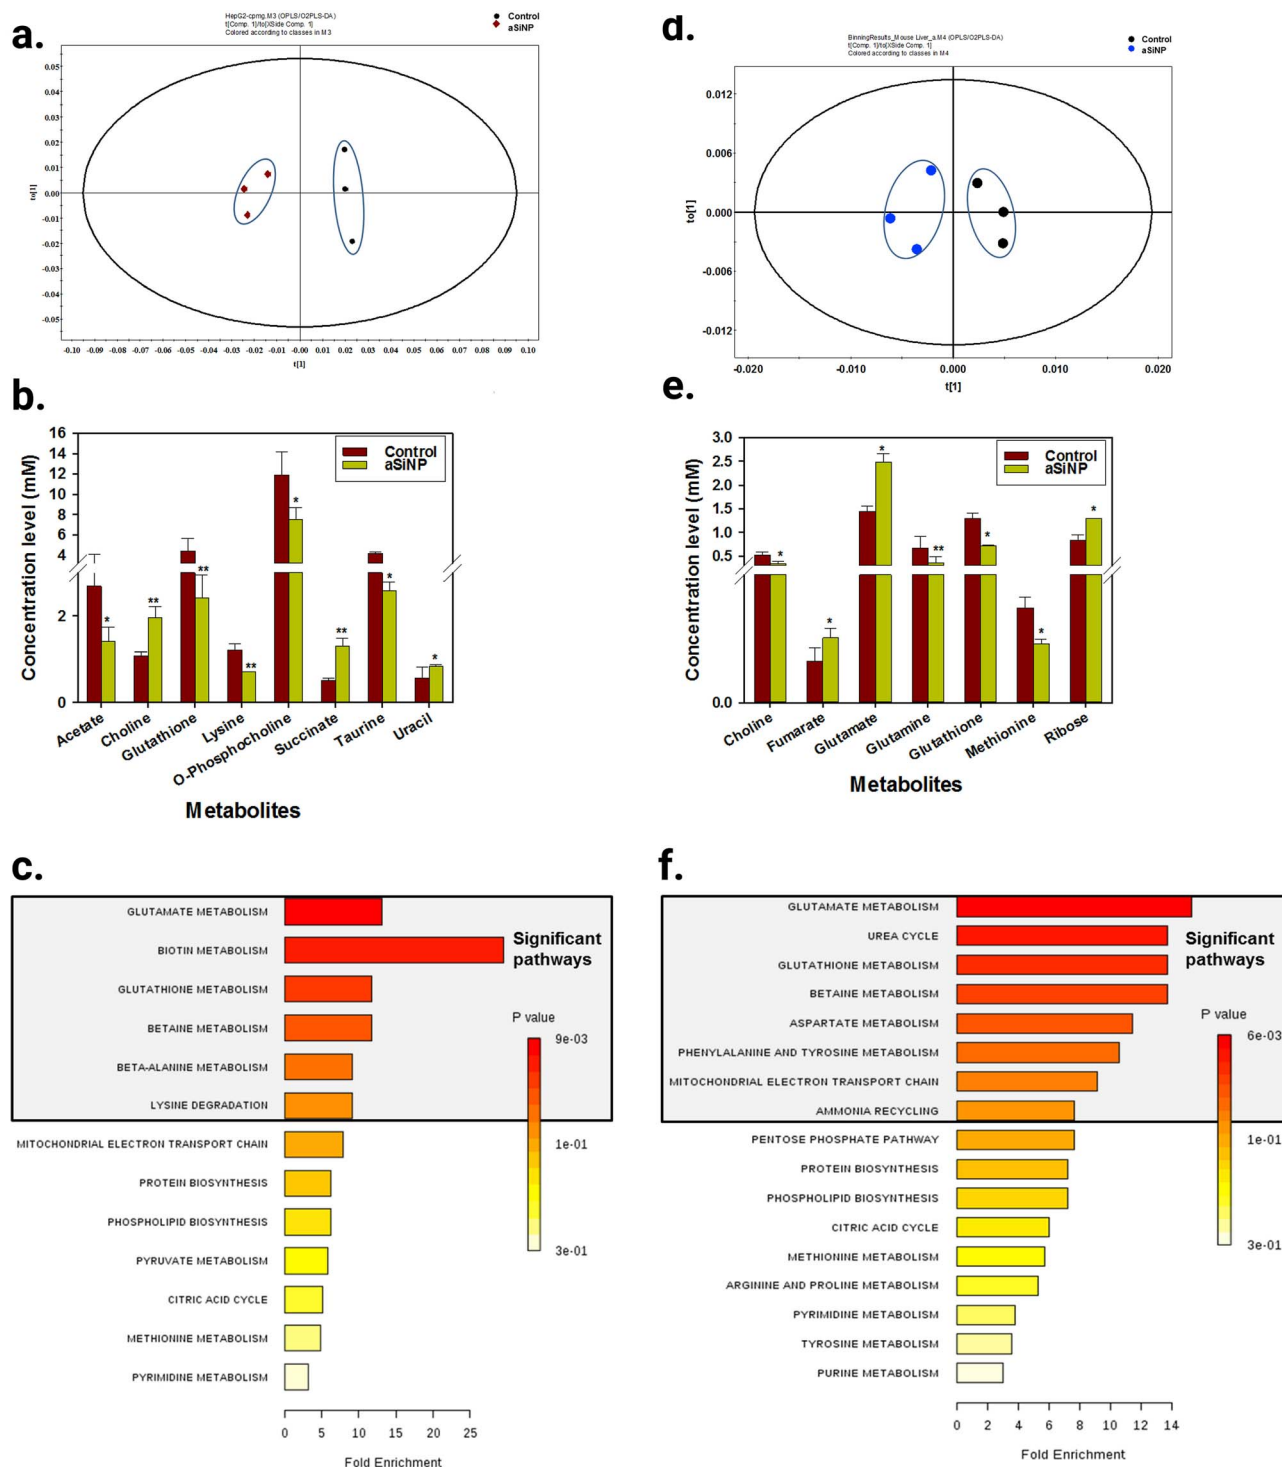 a.
HepG2-cpmg.M3 (OPLS/O2PLS-DA)
t[Comp. 1]/to[XSide Comp. 1]
Colored according to classes in M3
Control
aSiNP
to[1]
0.05
0.04
0.03
0.02
0.01
0.00
-0.01
-0.02
-0.03
-0.04
-0.05
-0.10 -0.09 -0.08 -0.07 -0.06 -0.05 -0.04 -0.03 -0.02 -0.01 -0.00 0.01 0.02 0.03 0.04 0.05 0.06 0.07 0.08 0.09 0.10
t[1]
d.
BinningResults_Mouse Liver_a.M4 (OPLS/O2PLS-DA)
t[Comp. 1]/to[XSide Comp. 1]
Colored according to classes in M4
Control
aSiNP
to[1]
0.012
0.006
0.000
-0.006
-0.012
-0.020 -0.010 0.000 0.010 0.020
t[1]
b.
Concentration level (mM)
16
14
12
10
8
6
4
2
0
Control
aSiNP
* ** ** ** * ** * *
Acetate
Choline
Glutathione
Lysine
O-Phosphocholine
Succinate
Taurine
Uracil
Metabolites
e.
Concentration level (mM)
3.0
2.5
2.0
1.5
1.0
0.5
0.0
Control
aSiNP
* * * ** * * *
Choline
Fumarate
Glutamate
Glutamine
Glutathione
Methionine
Ribose
Metabolites
c.
GLUTAMATE METABOLISM
BIOTIN METABOLISM
GLUTATHIONE METABOLISM
BETAINE METABOLISM
BETA-ALANINE METABOLISM
LYSINE DEGRADATION
MITOCHONDRIAL ELECTRON TRANSPORT CHAIN
PROTEIN BIOSYNTHESIS
PHOSPHOLIPID BIOSYNTHESIS
PYRUVATE METABOLISM
CITRIC ACID CYCLE
METHIONINE METABOLISM
PYRIMIDINE METABOLISM
Significant
pathways
P value
9e-03
1e-01
3e-01
0 5 10 15 20 25
Fold Enrichment
f.
GLUTAMATE METABOLISM
UREA CYCLE
GLUTATHIONE METABOLISM
BETAINE METABOLISM
ASPARTATE METABOLISM
PHENYLALANINE AND TYROSINE METABOLISM
MITOCHONDRIAL ELECTRON TRANSPORT CHAIN
AMMONIA RECYCLING
PENTOSE PHOSPHATE PATHWAY
PROTEIN BIOSYNTHESIS
PHOSPHOLIPID BIOSYNTHESIS
CITRIC ACID CYCLE
METHIONINE METABOLISM
ARGININE AND PROLINE METABOLISM
PYRIMIDINE METABOLISM
TYROSINE METABOLISM
PURINE METABOLISM
Significant
pathways
P value
6e-03
1e-01
3e-01
0 2 4 6 8 10 12 14
Fold Enrichment